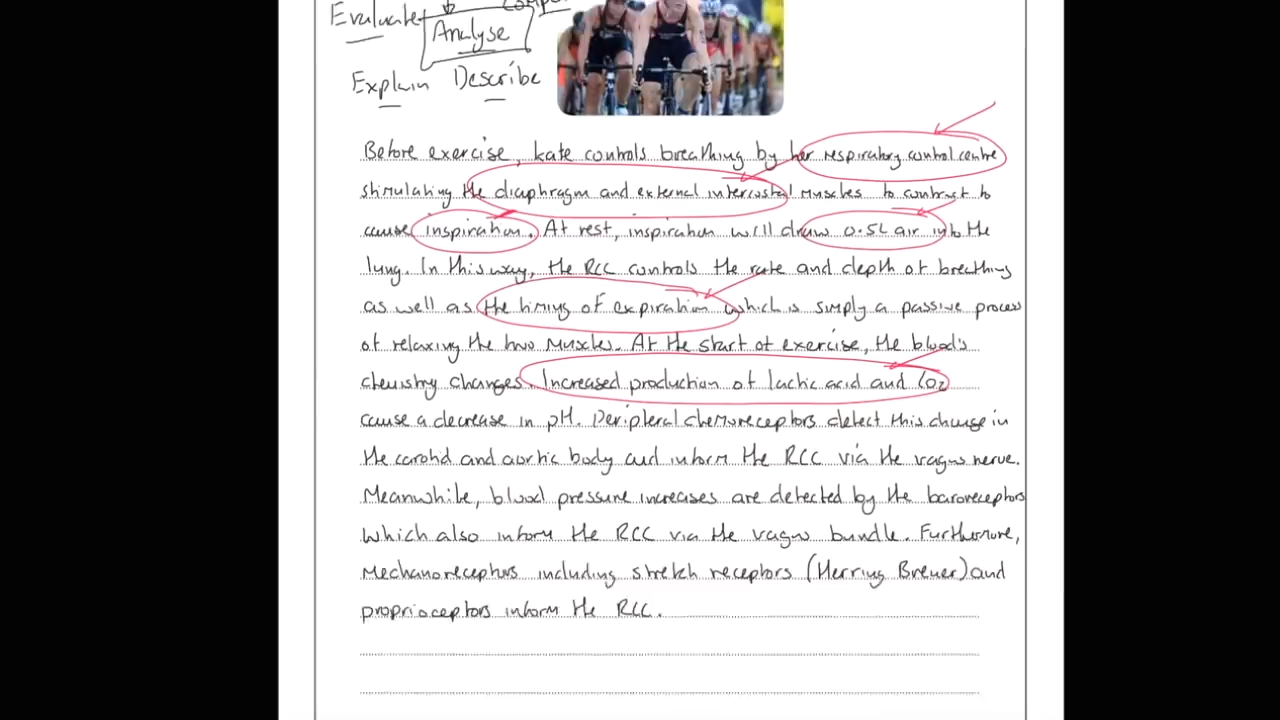 Evaluate
Analyse
Explain Describe
Before exercise, Kate controls breathing by her respiratory control centre
stimulating the diaphragm and external intercostal muscles to contract to
cause inspiration. At rest, inspiration will draw 0.5L air into the
lung. In this way, the RCC controls the rate and depth of breathing
as well as the timing of expiration which is simply a passive process
of relaxing the two muscles. At the start of exercise, the blood's
chemistry changes. Increased production of lactic acid and CO2
cause a decrease in pH. Peripheral chemoreceptors detect this change in
the carotid and aortic body and inform the RCC via the vagus nerve.
Meanwhile, blood pressure increases are detected by the baroreceptors
which also inform the RCC via the vagus bundle. Furthermore,
mechanoreceptors including stretch receptors (Herring Breuer) and
proprioceptors inform the RCC.